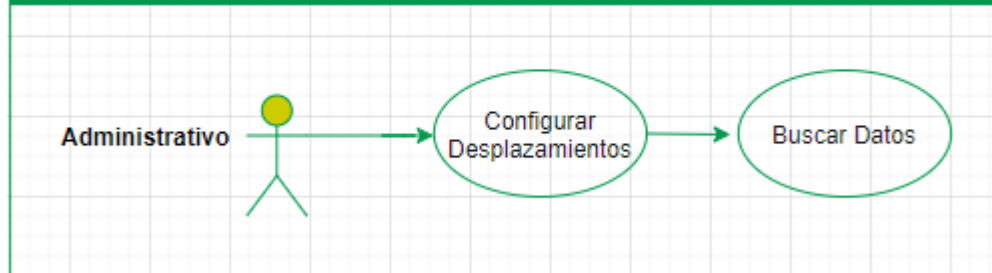 Administrativo
Configurar
Desplazamientos
Buscar Datos